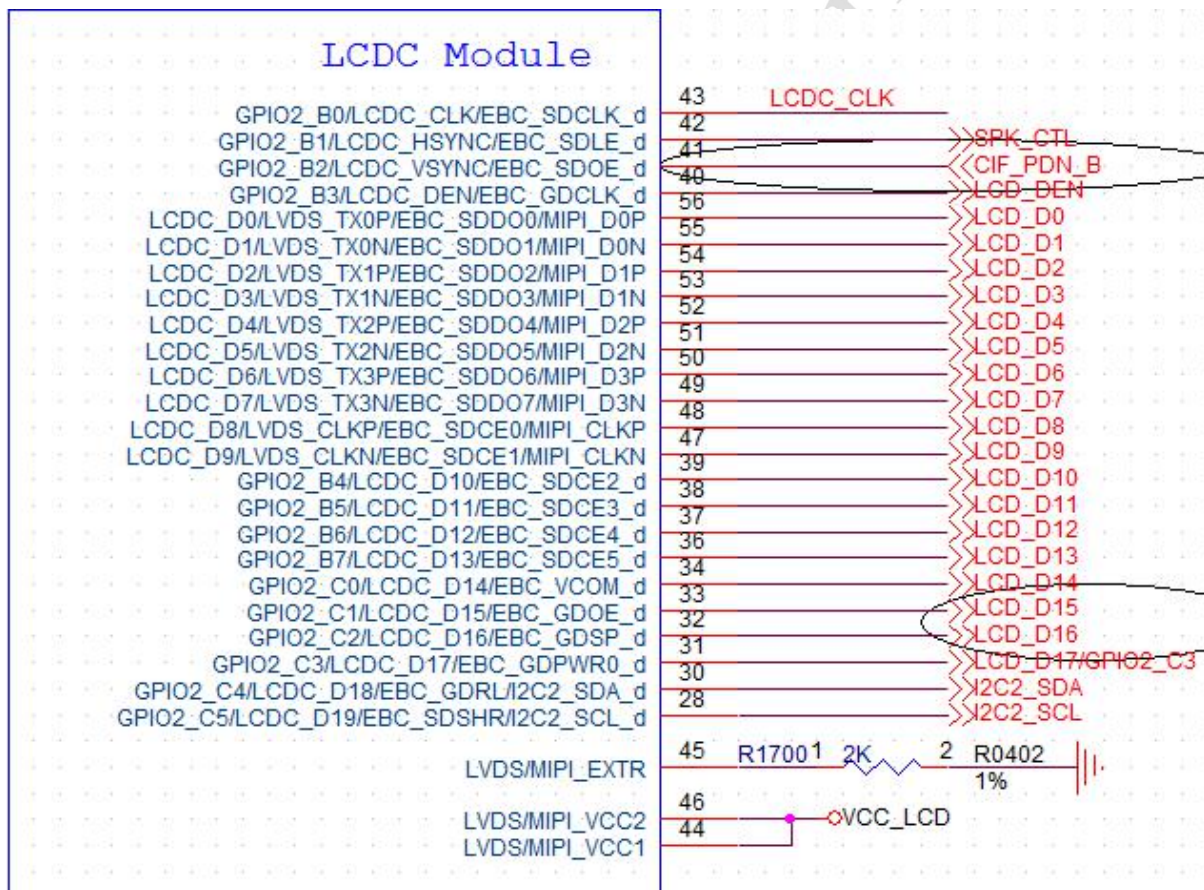 LCDC Module
GPIO2_B0/LCDC_CLK/EBC_SDCLK_d 43 LCDC_CLK
GPIO2_B1/LCDC_HSYNC/EBC_SDLE_d 42 SPK_CTL
GPIO2_B2/LCDC_VSYNC/EBC_SDOE_d 41 CIF_PDN_B
GPIO2_B3/LCDC_DEN/EBC_GDCLK_d 40 LCD_DEN
LCDC_D0/LVDS_TX0P/EBC_SDDO0/MIPI_D0P 56 LCD_D0
LCDC_D1/LVDS_TX0N/EBC_SDDO1/MIPI_D0N 55 LCD_D1
LCDC_D2/LVDS_TX1P/EBC_SDDO2/MIPI_D1P 54 LCD_D2
LCDC_D3/LVDS_TX1N/EBC_SDDO3/MIPI_D1N 53 LCD_D3
LCDC_D4/LVDS_TX2P/EBC_SDDO4/MIPI_D2P 52 LCD_D4
LCDC_D5/LVDS_TX2N/EBC_SDDO5/MIPI_D2N 51 LCD_D5
LCDC_D6/LVDS_TX3P/EBC_SDDO6/MIPI_D3P 50 LCD_D6
LCDC_D7/LVDS_TX3N/EBC_SDDO7/MIPI_D3N 49 LCD_D7
LCDC_D8/LVDS_CLKP/EBC_SDCE0/MIPI_CLKP 48 LCD_D8
LCDC_D9/LVDS_CLKN/EBC_SDCE1/MIPI_CLKN 47 LCD_D9
GPIO2_B4/LCDC_D10/EBC_SDCE2_d 39 LCD_D10
GPIO2_B5/LCDC_D11/EBC_SDCE3_d 38 LCD_D11
GPIO2_B6/LCDC_D12/EBC_SDCE4_d 37 LCD_D12
GPIO2_B7/LCDC_D13/EBC_SDCE5_d 36 LCD_D13
GPIO2_C0/LCDC_D14/EBC_VCOM_d 34 LCD_D14
GPIO2_C1/LCDC_D15/EBC_GDOE_d 33 LCD_D15
GPIO2_C2/LCDC_D16/EBC_GDSP_d 32 LCD_D16
GPIO2_C3/LCDC_D17/EBC_GDPWR0_d 31 LCD_D17/GPIO2_C3
GPIO2_C4/LCDC_D18/EBC_GDRL/I2C2_SDA_d 30 I2C2_SDA
GPIO2_C5/LCDC_D19/EBC_SDSHR/I2C2_SCL_d 28 I2C2_SCL
LVDS/MIPI_EXTR 45 R1700 1 2K 2 R0402
1%
LVDS/MIPI_VCC2 46 VCC_LCD
LVDS/MIPI_VCC1 44